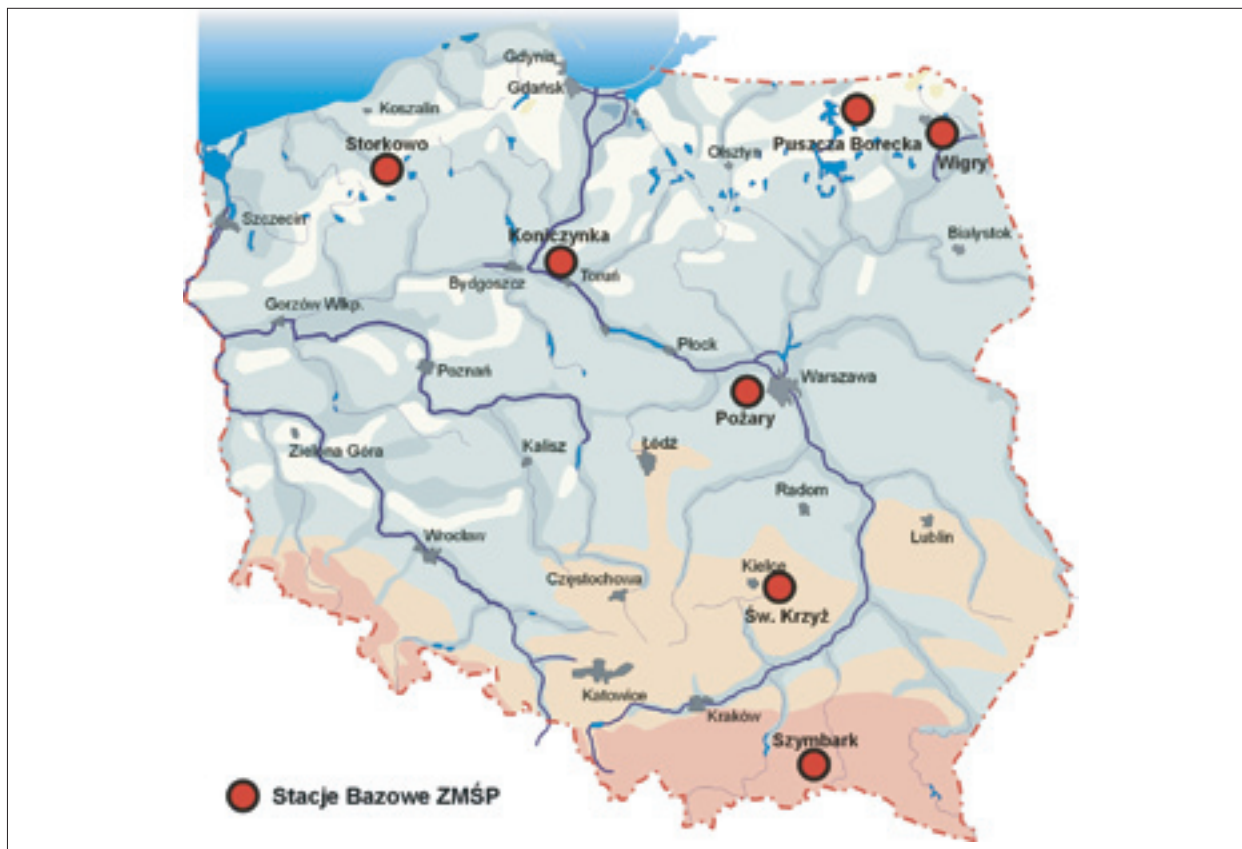 Gdynia
Gdańsk
Koszalin
Storkowo
Puszcza Borecka
Wigry
Olsztyn
Szczecin
Białystok
Koniczynka
Bydgoszcz
Toruń
Gorzów Wlkp.
Płock
Poznań
Warszawa
Pożary
Zielona Góra
Kalisz
Łódź
Radom
Wrocław
Lublin
Kielce
Częstochowa
Św. Krzyż
Katowice
Kraków
Szymbark
Stacje Bazowe ZMŚP